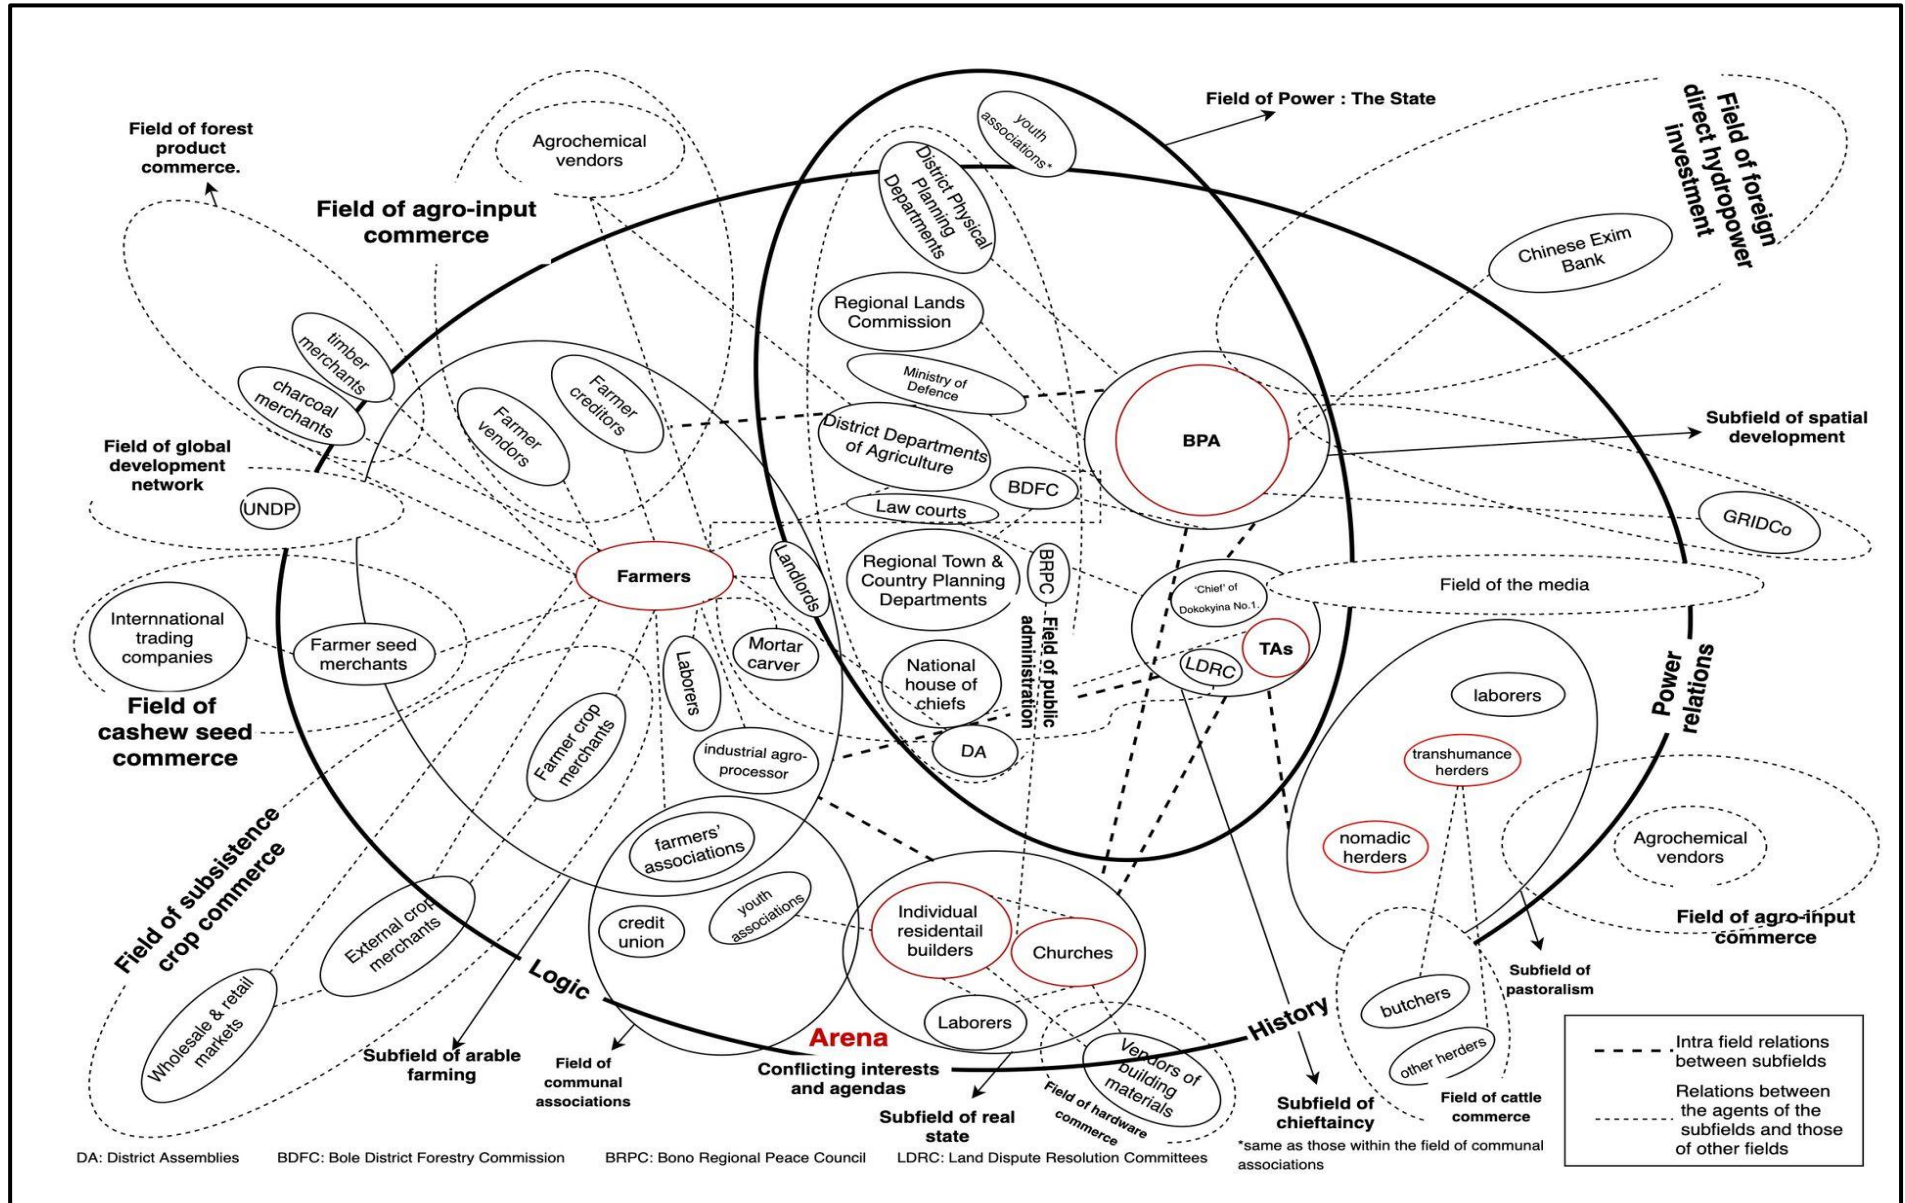 Field of Power : The State
youth
associations*
Field of foreign
direct hydropower
investment
Field of forest
product
commerce.
Agrochemical
vendors
District Physical
Planning
Departments
Field of agro-input
commerce
Chinese Exim
Bank
Regional Lands
Commission
timber
merchants
charcoal
merchants
Farmer
creditors
Farmer
vendors
Ministry of
Defence
District Departments
of Agriculture
BPA
Subfield of spatial
development
Field of global
development
network
UNDP
BDFC
Law courts
GRIDCo
Farmers
Landlords
Regional Town &
Country Planning
Departments
BRPC
'Chief' of
Dokokyina No.1.
Field of the media
Internnational
trading
companies
Farmer seed
merchants
Mortar
carver
Laborers
National
house of
chiefs
Field of public
administration
LDRC
TAs
laborers
Power
relations
Field of
cashew seed
commerce
Farmer crop
merchants
industrial agro-
processor
DA
transhumance
herders
nomadic
herders
Agrochemical
vendors
Field of subsistence
crop commerce
farmers'
associations
youth
associations
credit
union
Individual
residentail
builders
Churches
Field of agro-input
commerce
External crop
merchants
Wholesale & retail
markets
Logic
Laborers
Arena
Conflicting interests
and agendas
History
butchers
other herders
Subfield of
pastoralism
Subfield of arable
farming
Field of
communal
associations
Subfield of real
state
Vendors of
building
materials
Field of hardware
commerce
Subfield of
chieftaincy
Field of cattle
commerce
Intra field relations
between subfields
Relations between
the agents of the
subfields and those
of other fields
*same as those within the field of communal
associations
DA: District Assemblies
BDFC: Bole District Forestry Commission
BRPC: Bono Regional Peace Council
LDRC: Land Dispute Resolution Committees